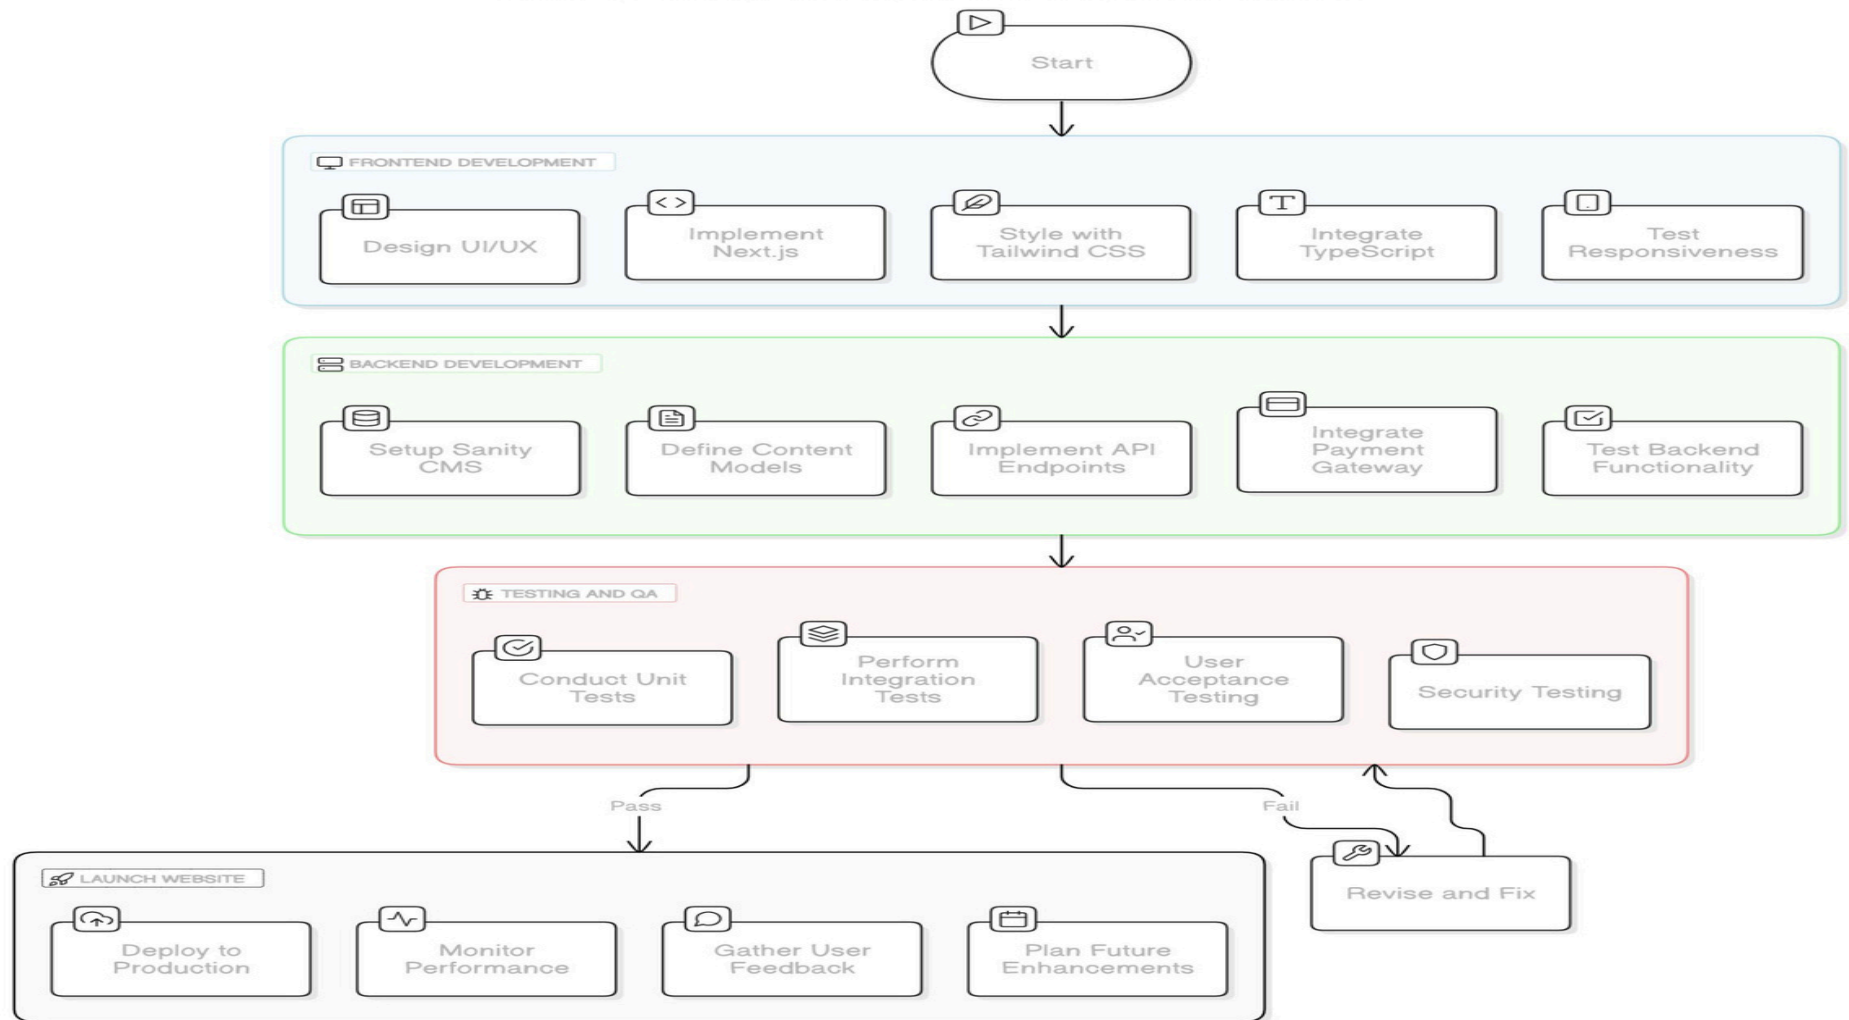 Start
FRONTEND DEVELOPMENT
Design UI/UX
Implement
Next.js
Style with
Tailwind CSS
Integrate
TypeScript
Test
Responsiveness
BACKEND DEVELOPMENT
Setup Sanity
CMS
Define Content
Models
Implement API
Endpoints
Integrate
Payment
Gateway
Test Backend
Functionality
TESTING AND QA
Conduct Unit
Tests
Perform
Integration
Tests
User
Acceptance
Testing
Security Testing
Pass
Fail
LAUNCH WEBSITE
Deploy to
Production
Monitor
Performance
Gather User
Feedback
Plan Future
Enhancements
Revise and Fix